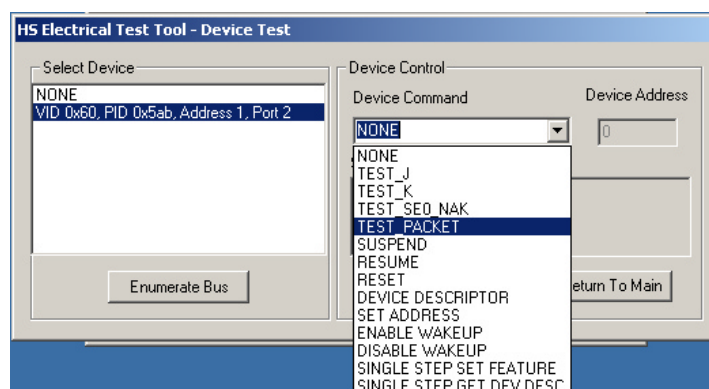 HS Electrical Test Tool - Device Test
Select Device
NONE
VID 0x60, PID 0x5ab, Address 1, Port 2
Enumerate Bus
Device Control
Device Command
Device Address
NONE
0
NONE
TEST_J
TEST_K
TEST_SE0_NAK
TEST_PACKET
SUSPEND
RESUME
RESET
DEVICE DESCRIPTOR
SET ADDRESS
ENABLE WAKEUP
DISABLE WAKEUP
SINGLE STEP SET FEATURE
SINGLE STEP GET DEV DESC
eturn To Main